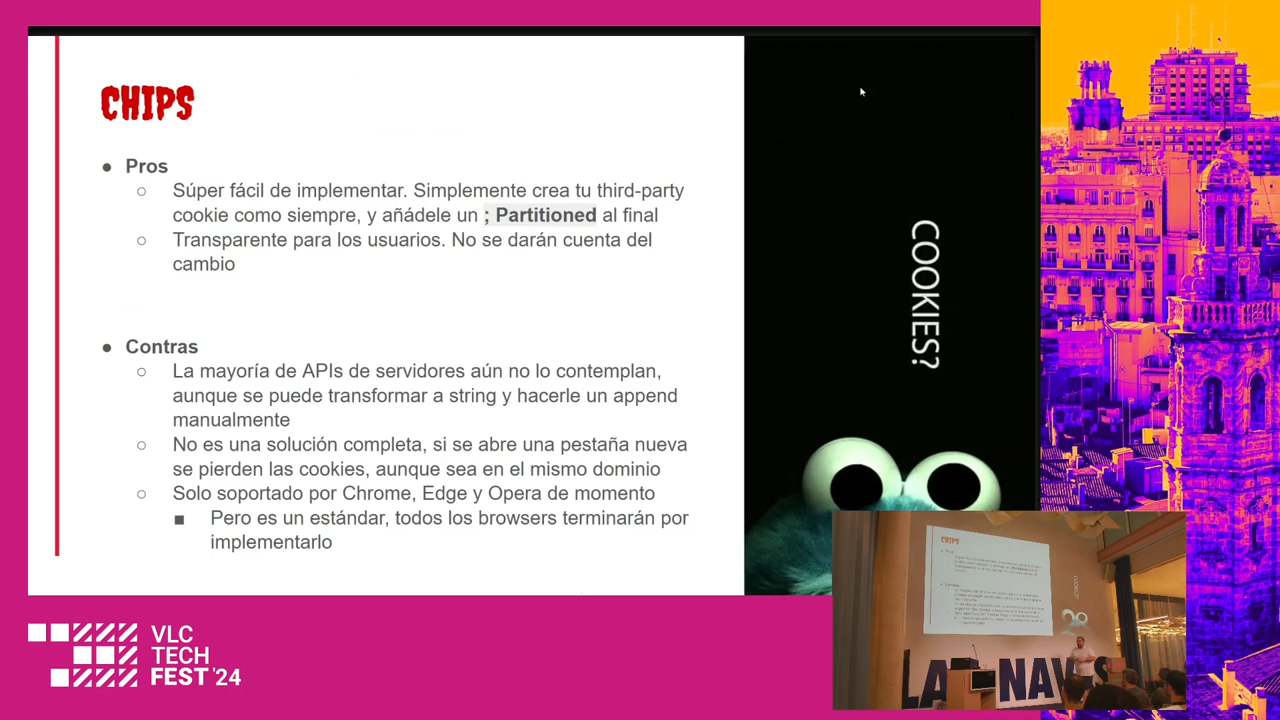 CHIPS
● Pros
○ Súper fácil de implementar. Simplemente crea tu third-party
cookie como siempre, y añádele un ; Partitioned al final
○ Transparente para los usuarios. No se darán cuenta del
cambio
● Contras
○ La mayoría de APIs de servidores aún no lo contemplan,
aunque se puede transformar a string y hacerle un append
manualmente
○ No es una solución completa, si se abre una pestaña nueva
se pierden las cookies, aunque sea en el mismo dominio
○ Solo soportado por Chrome, Edge y Opera de momento
■ Pero es un estándar, todos los browsers terminarán por
implementarlo
COOKIES?
CHIPS
LA NAV S
VLC
TECH
FEST '24